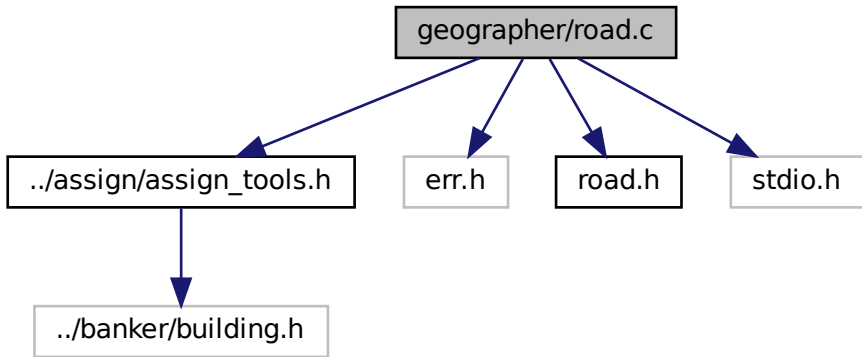 geographer/road.c
../assign/assign_tools.h
err.h
road.h
stdio.h
../banker/building.h